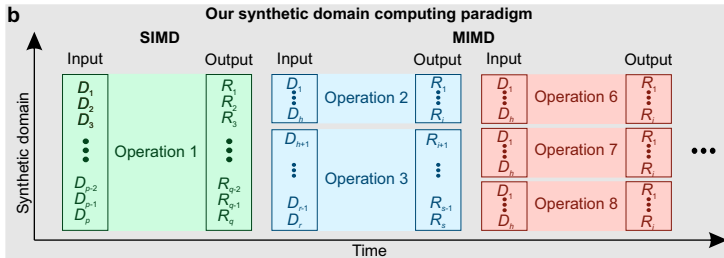 b
Our synthetic domain computing paradigm
SIMD
MIMD
Input
Output
Input
Output
Input
Output
Synthetic domain
D1
D2
D3
Dp-2
Dp-1
Dp
Operation 1
R1
R2
R3
Rq-2
Rq-1
Rq
D1
Dh
Operation 2
R1
Ri
Dh+1
Dr-1
Dr
Operation 3
Ri+1
Rs-1
Rs
D1
Dh
Operation 6
R1
Ri
D1
Dh
Operation 7
R1
Ri
D1
Dh
Operation 8
R1
Ri
Time